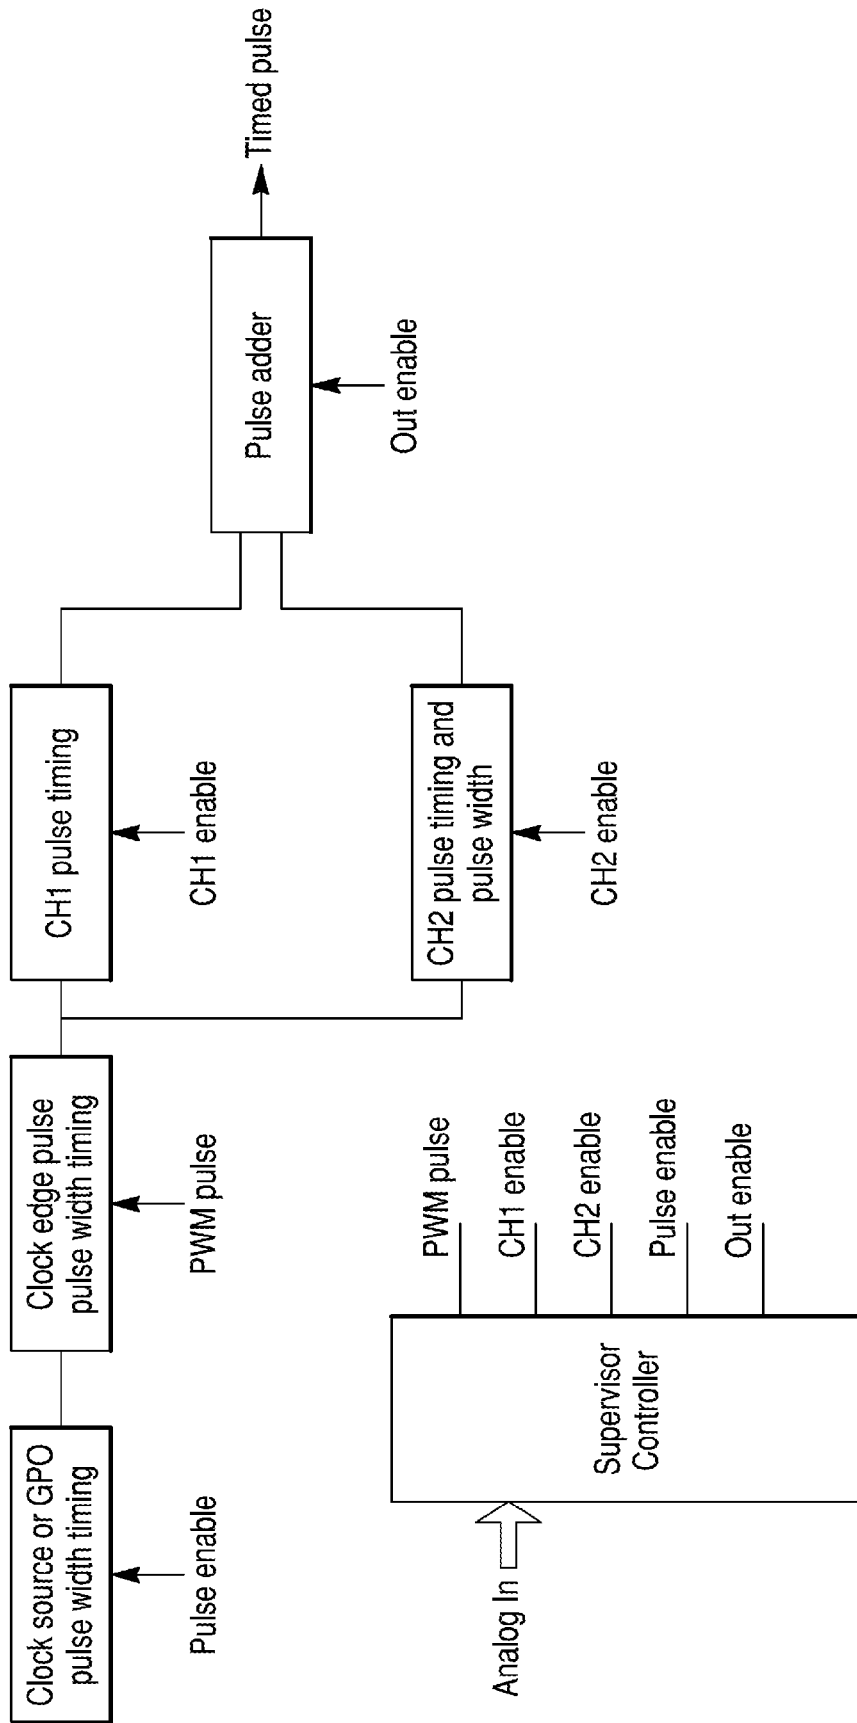 Clock source or GPO
pulse width timing
Pulse enable
Clock edge pulse
pulse width timing
PWM pulse
CH1 pulse timing
CH1 enable
CH2 pulse timing and
pulse width
CH2 enable
Pulse adder
Out enable
Timed pulse
Analog In
Supervisor
Controller
PWM pulse
CH1 enable
CH2 enable
Pulse enable
Out enable